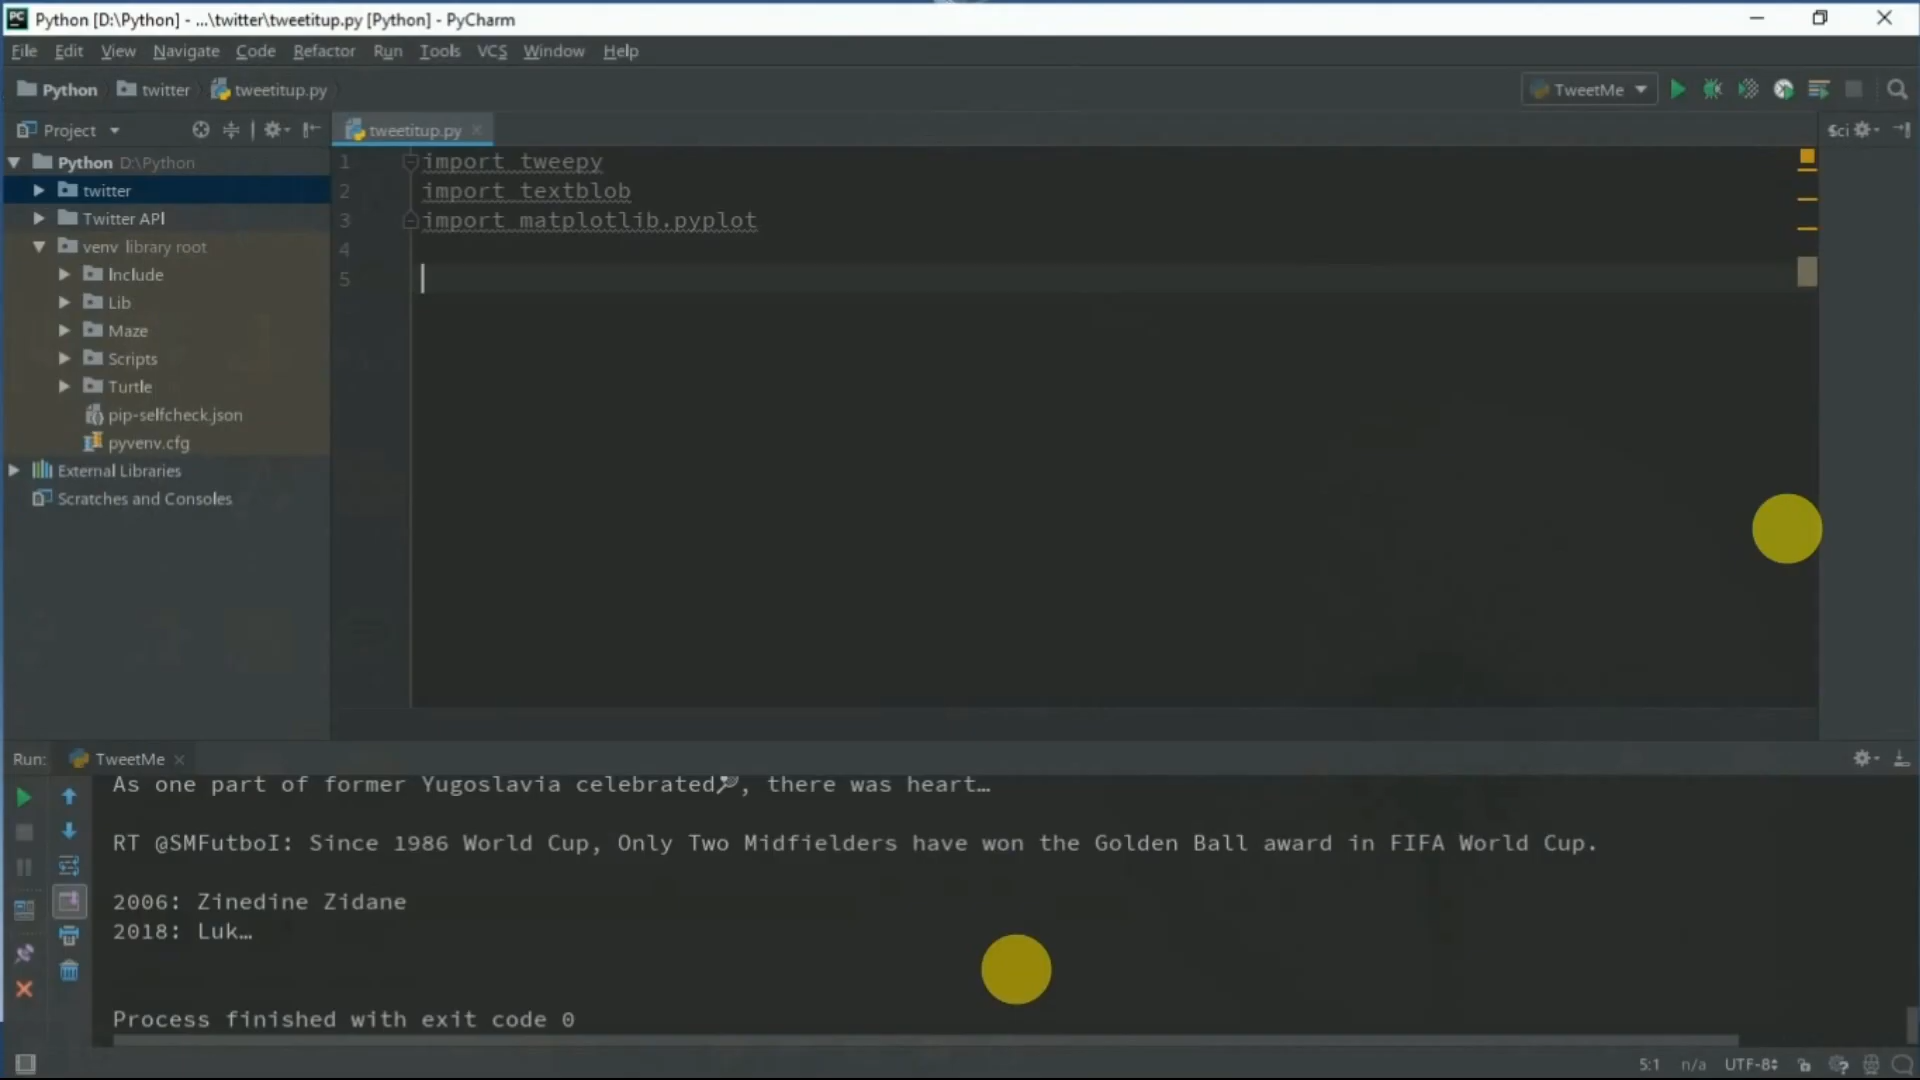 Python [D:\Python] - ...\twitter\tweetitup.py [Python] - PyCharm
File Edit View Navigate Code Refactor Run Tools VCS Window Help
Python twitter tweetitup.py
TweetMe
Project
tweetitup.py
Sci
Python D:\Python
twitter
Twitter API
venv library root
Include
Lib
Maze
Scripts
Turtle
pip-selfcheck.json
pyvenv.cfg
External Libraries
Scratches and Consoles
1 import tweepy
2 import textblob
3 import matplotlib.pyplot
4
5
Run: TweetMe
As one part of former Yugoslavia celebrated, there was heart…
RT @SMFutboI: Since 1986 World Cup, Only Two Midfielders have won the Golden Ball award in FIFA World Cup.
2006: Zinedine Zidane
2018: Luk…
Process finished with exit code 0
5:1 n/a UTF-8